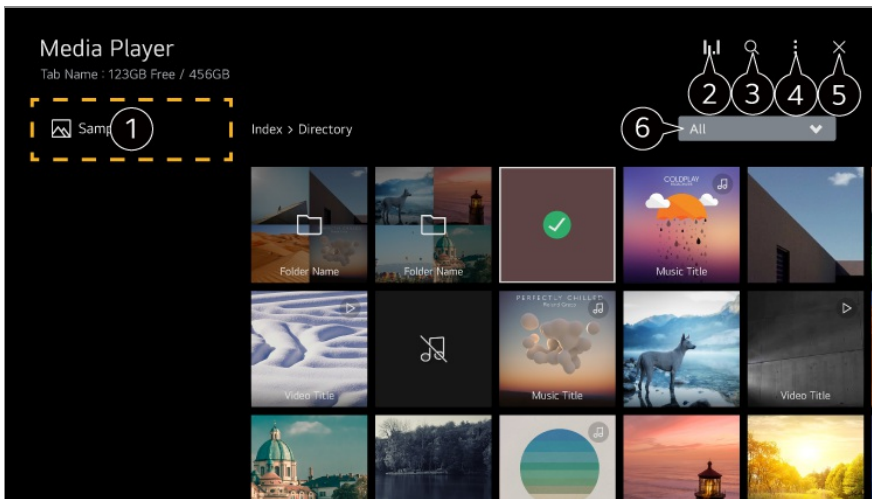 Media Player
Tab Name : 123GB Free / 456GB
2 3 4 5
Samp 1
Index > Directory
6 All
Folder Name
Folder Name
COLDPLAY
Music Title
Video Title
PERFECTLY CHILLED
Music Title
Video Title